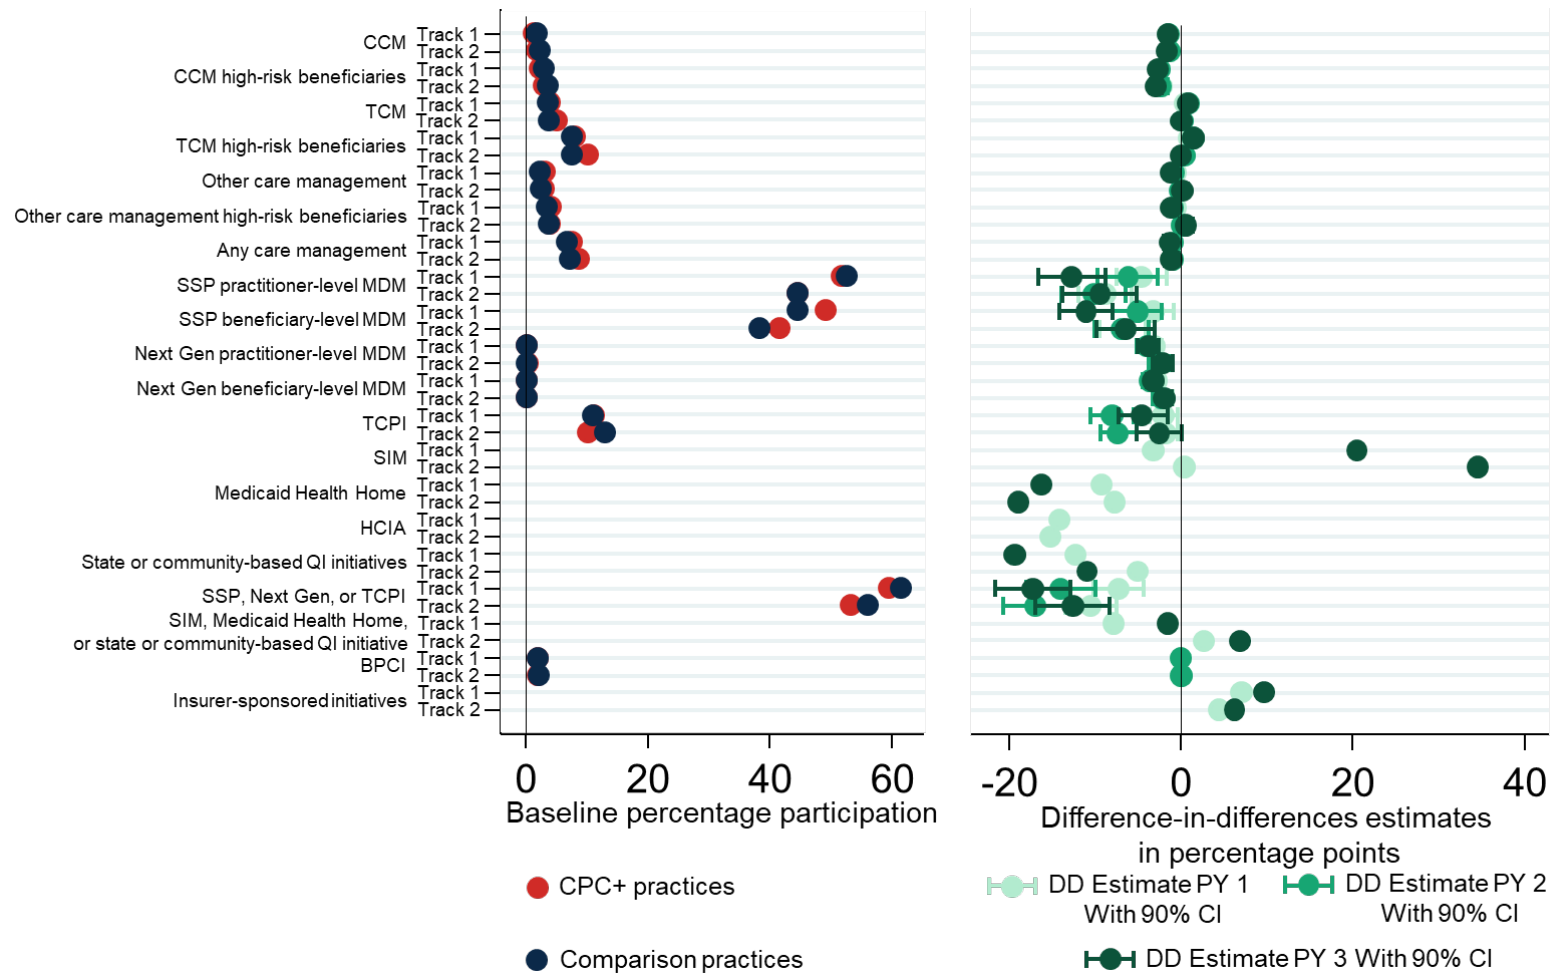 CCM
Track 1
Track 2
CCM high-risk beneficiaries
Track 1
Track 2
TCM
Track 1
Track 2
TCM high-risk beneficiaries
Track 1
Track 2
Other care management
Track 1
Track 2
Other care management high-risk beneficiaries
Track 1
Track 2
Any care management
Track 1
Track 2
SSP practitioner-level MDM
Track 1
Track 2
SSP beneficiary-level MDM
Track 1
Track 2
Next Gen practitioner-level MDM
Track 1
Track 2
Next Gen beneficiary-level MDM
Track 1
Track 2
TCPI
Track 1
Track 2
SIM
Track 1
Track 2
Medicaid Health Home
Track 1
Track 2
HCIA
Track 1
Track 2
State or community-based QI initiatives
Track 1
Track 2
SSP, Next Gen, or TCPI
Track 1
Track 2
SIM, Medicaid Health Home,
or state or community-based QI initiative
Track 1
Track 2
BPCI
Track 1
Track 2
Insurer-sponsored initiatives
Track 1
Track 2
0 20 40 60
Baseline percentage participation
-20 0 20 40
Difference-in-differences estimates
in percentage points
CPC+ practices
Comparison practices
DD Estimate PY 1
With 90% CI
DD Estimate PY 2
With 90% CI
DD Estimate PY 3 With 90% CI